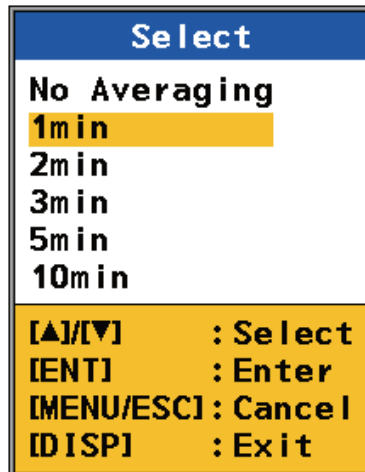 Select
No Averaging
1min
2min
3min
5min
10min
[▲]/[▼] :Select
[ENT] :Enter
[MENU/ESC]:Cancel
[DISP] :Exit